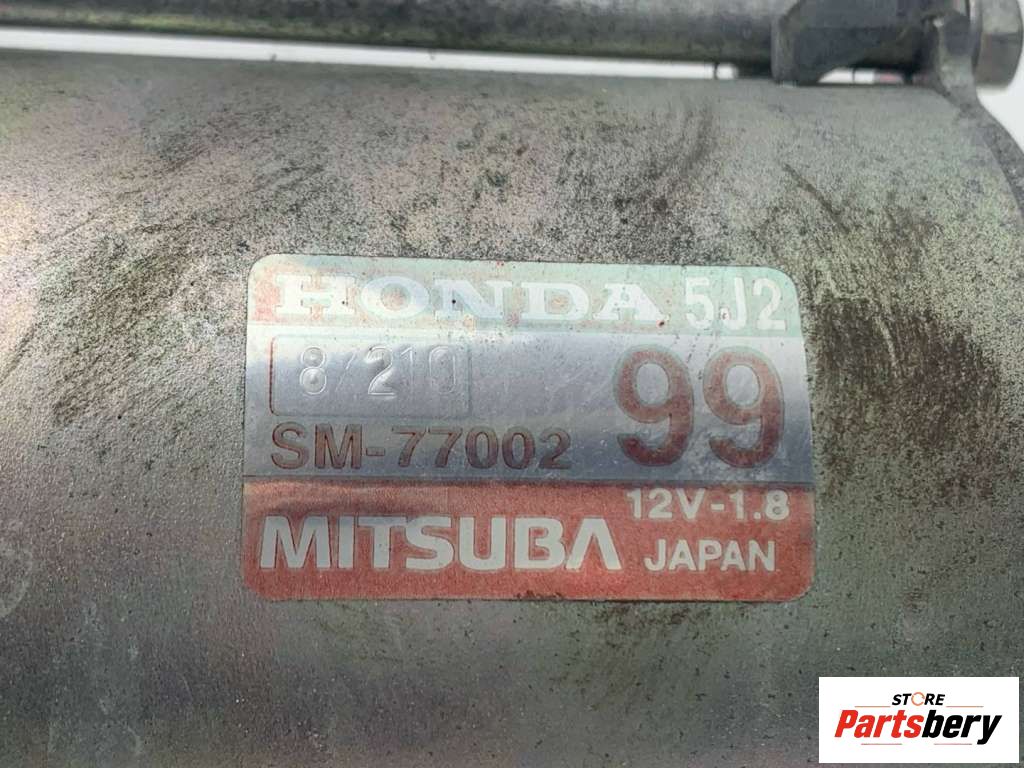 HONDA 5J2
8/210
99
SM-77002
12V-1.8
MITSUBA JAPAN
STORE
Partsbery